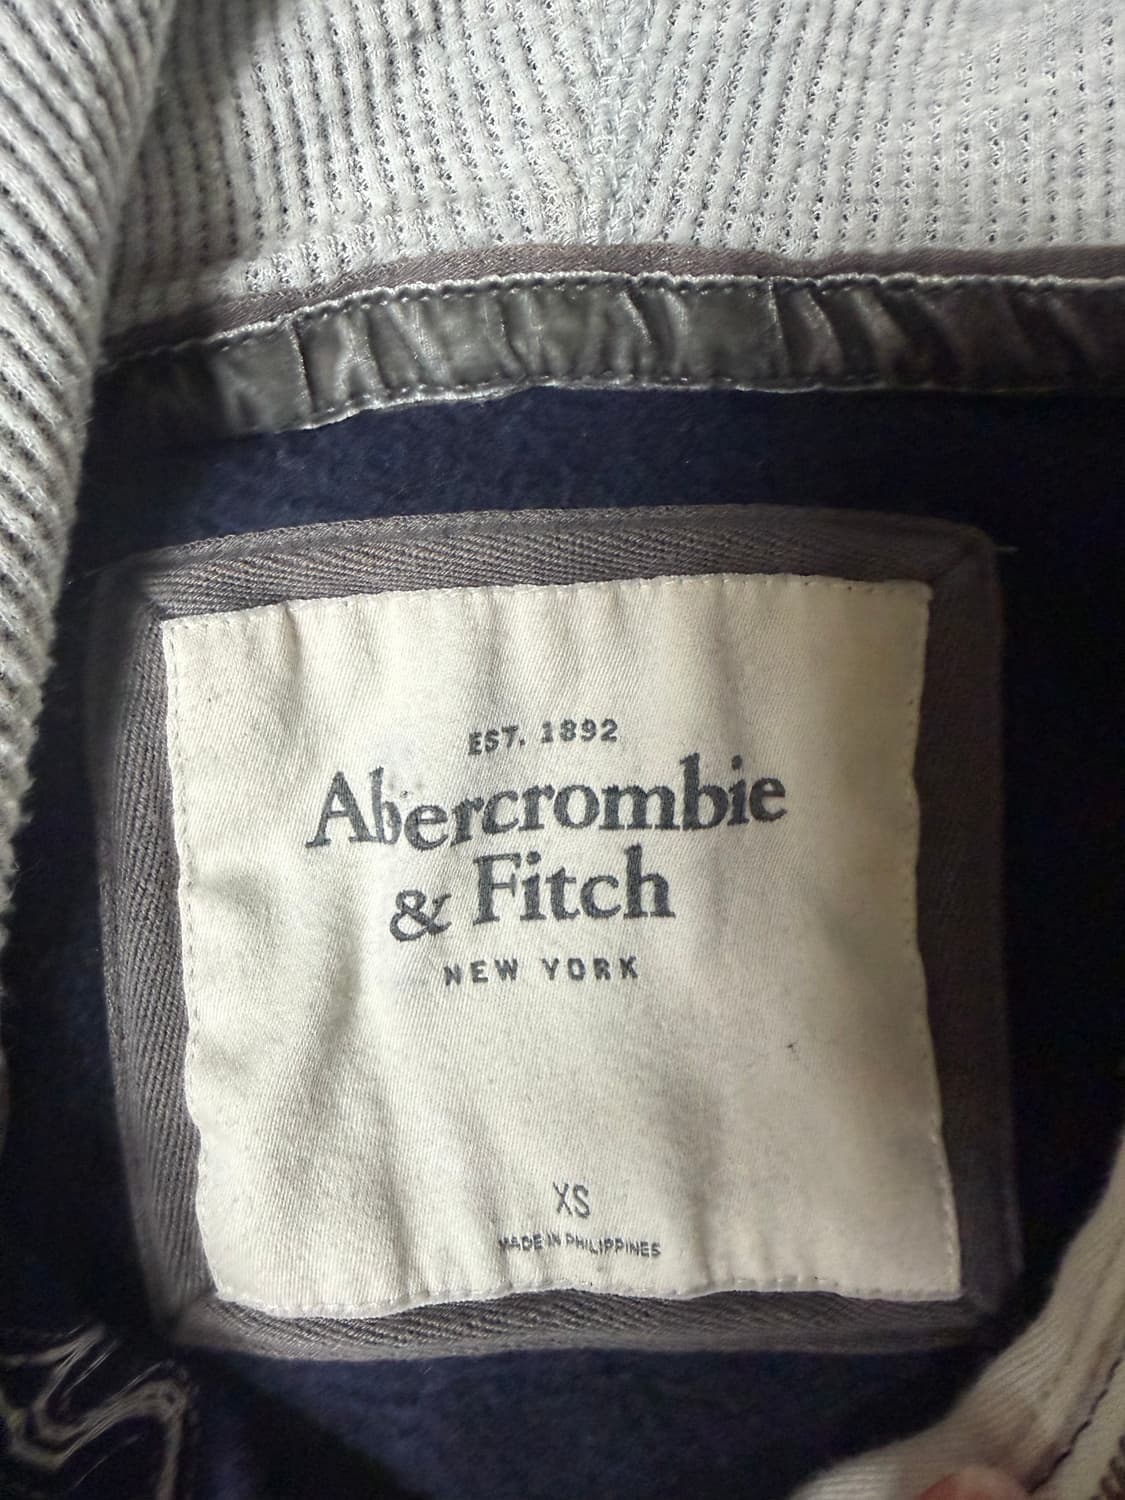 EST. 1892
Abercrombie
& Fitch
NEW YORK
XS
MADE IN PHILIPPINES